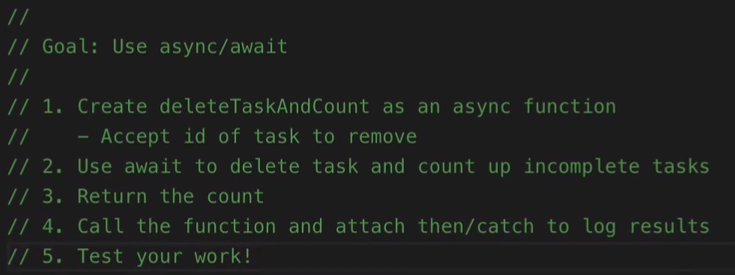 //
// Goal: Use async/await
//
// 1. Create deleteTaskAndCount as an async function
//    – Accept id of task to remove
// 2. Use await to delete task and count up incomplete tasks
// 3. Return the count
// 4. Call the function and attach then/catch to log results
// 5. Test your work!